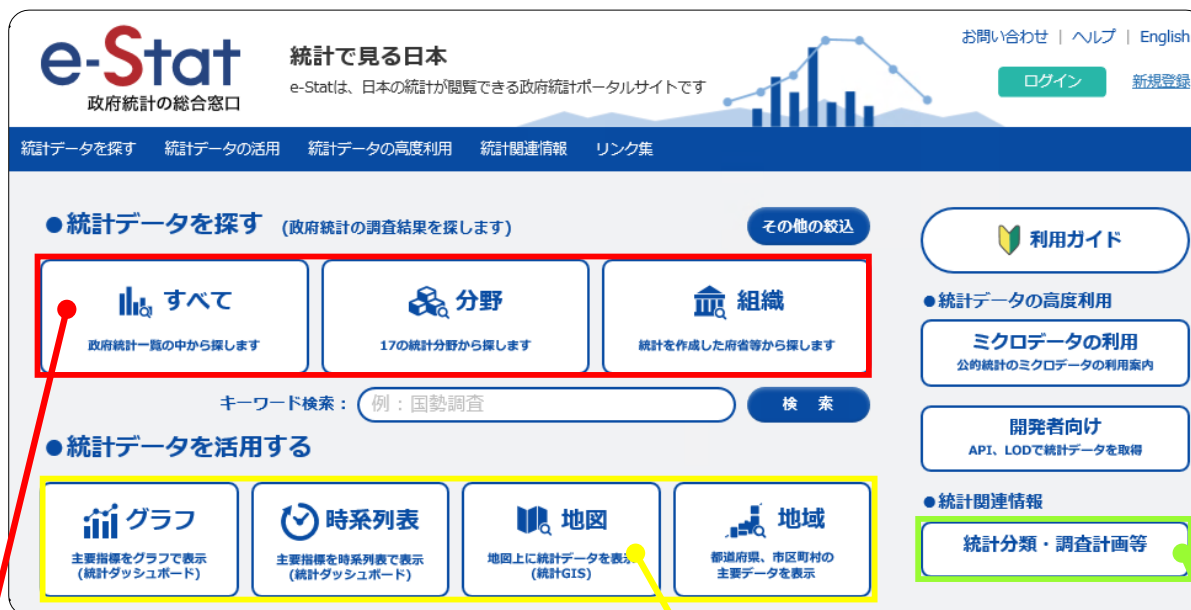 e-Stat
政府統計の総合窓口
統計で見る日本
e-Statは、日本の統計が閲覧できる政府統計ポータルサイトです
お問い合わせ | ヘルプ | English
ログイン 新規登録
統計データを探す 統計データの活用 統計データの高度利用 統計関連情報 リンク集
●統計データを探す (政府統計の調査結果を探します) その他の絞込
すべて
政府統計一覧の中から探します
分野
17の統計分野から探します
組織
統計を作成した府省等から探します
キーワード検索： 例：国勢調査 検 索
●統計データを活用する
グラフ
主要指標をグラフで表示
(統計ダッシュボード)
時系列表
主要指標を時系列表で表示
(統計ダッシュボード)
地図
地図上に統計データを表示
(統計GIS)
地域
都道府県、市区町村の
主要データを表示
利用ガイド
●統計データの高度利用
ミクロデータの利用
公的統計のミクロデータの利用案内
開発者向け
API、LODで統計データを取得
●統計関連情報
統計分類・調査計画等